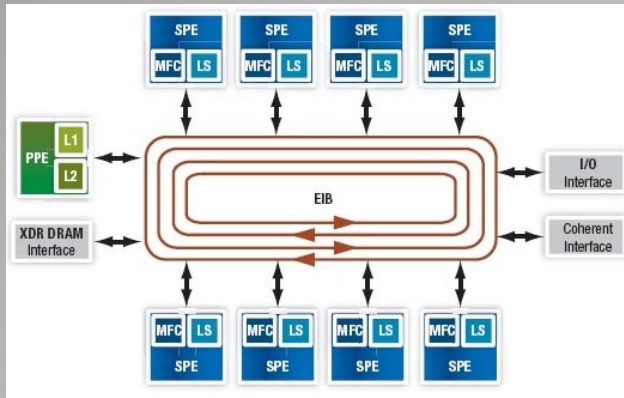 SPE SPE SPE SPE
MFC LS MFC LS MFC LS MFC LS
PPE L1 L2
I/O
Interface
EIB
XDR DRAM
Interface
Coherent
Interface
MFC LS MFC LS MFC LS MFC LS
SPE SPE SPE SPE